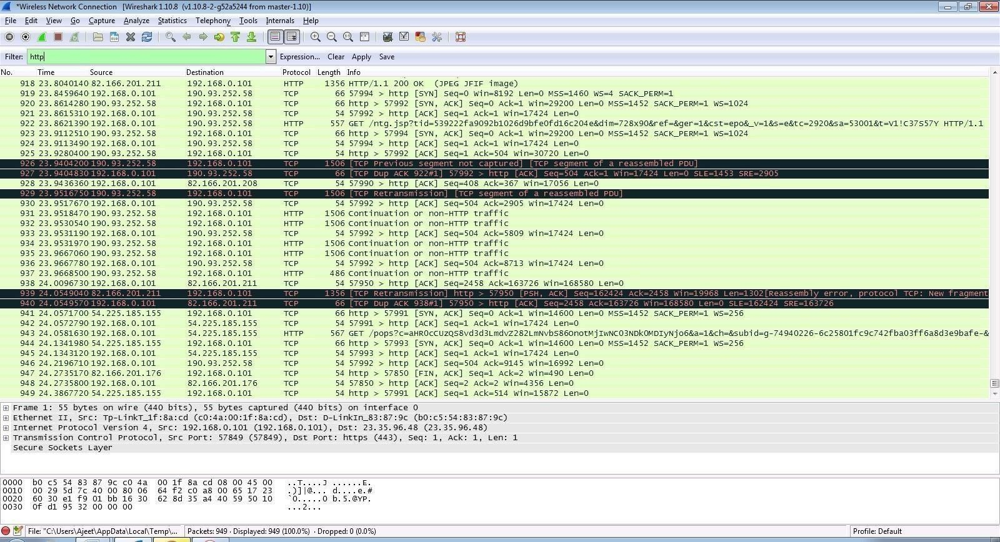 *Wireless Network Connection [Wireshark 1.10.8 (v1.10.8-2-g52a5244 from master-1.10)]
File Edit View Go Capture Analyze Statistics Telephony Tools Internals Help
Filter: http Expression... Clear Apply Save
No. Time Source Destination Protocol Length Info
918 23.8040140 82.166.201.211 192.168.0.101 HTTP 1356 HTTP/1.1 200 OK (JPEG JFIF image)
919 23.8459640 192.168.0.101 190.93.252.58 TCP 66 57994 > http [SYN] Seq=0 Win=8192 Len=0 MSS=1460 WS=4 SACK_PERM=1
920 23.8614280 190.93.252.58 192.168.0.101 TCP 66 http > 57992 [SYN, ACK] Seq=0 Ack=1 Win=29200 Len=0 MSS=1452 SACK_PERM=1 WS=1024
921 23.8615310 192.168.0.101 190.93.252.58 TCP 54 57992 > http [ACK] Seq=1 Ack=1 Win=17424 Len=0
922 23.8621390 192.168.0.101 190.93.252.58 HTTP 557 GET /ntg.jsp?tid=539222fa9092b1026d9bfe0fd16c204e&dim=728x90&ref=&ger=1&cst=epo&_v=1&s=e&tc=2920&sa=53001&t=V1!C37S57Y HTTP/1.1
923 23.9112510 190.93.252.58 192.168.0.101 TCP 66 http > 57994 [SYN, ACK] Seq=0 Ack=1 Win=29200 Len=0 MSS=1452 SACK_PERM=1 WS=1024
924 23.9113490 192.168.0.101 190.93.252.58 TCP 54 57994 > http [ACK] Seq=1 Ack=1 Win=17424 Len=0
925 23.9280400 190.93.252.58 192.168.0.101 TCP 54 http > 57992 [ACK] Seq=1 Ack=504 Win=30720 Len=0
926 23.9404200 190.93.252.58 192.168.0.101 TCP 1506 [TCP Previous segment not captured] [TCP segment of a reassembled PDU]
927 23.9404830 192.168.0.101 190.93.252.58 TCP 66 [TCP Dup ACK 922#1] 57992 > http [ACK] Seq=504 Ack=1 Win=17424 Len=0 SLE=1453 SRE=2905
928 23.9436360 192.168.0.101 82.166.201.208 TCP 54 57990 > http [ACK] Seq=408 Ack=367 Win=17056 Len=0
929 23.9516750 190.93.252.58 192.168.0.101 TCP 1506 [TCP Retransmission] [TCP segment of a reassembled PDU]
930 23.9517670 192.168.0.101 190.93.252.58 TCP 54 57992 > http [ACK] Seq=504 Ack=2905 Win=17424 Len=0
931 23.9518470 190.93.252.58 192.168.0.101 HTTP 1506 Continuation or non-HTTP traffic
932 23.9530540 190.93.252.58 192.168.0.101 HTTP 1506 Continuation or non-HTTP traffic
933 23.9531190 192.168.0.101 190.93.252.58 TCP 54 57992 > http [ACK] Seq=504 Ack=5809 Win=17424 Len=0
934 23.9531970 190.93.252.58 192.168.0.101 HTTP 1506 Continuation or non-HTTP traffic
935 23.9667060 190.93.252.58 192.168.0.101 HTTP 1506 Continuation or non-HTTP traffic
936 23.9667780 192.168.0.101 190.93.252.58 TCP 54 57992 > http [ACK] Seq=504 Ack=8713 Win=17424 Len=0
937 23.9668500 190.93.252.58 192.168.0.101 HTTP 486 Continuation or non-HTTP traffic
938 24.0096730 192.168.0.101 82.166.201.211 TCP 54 57950 > http [ACK] Seq=2458 Ack=163726 Win=168580 Len=0
939 24.0549040 82.166.201.211 192.168.0.101 TCP 1356 [TCP Retransmission] http > 57950 [PSH, ACK] Seq=162424 Ack=2458 Win=19968 Len=1302[Reassembly error, protocol TCP: New fragment
940 24.0549570 192.168.0.101 82.166.201.211 TCP 66 [TCP Dup ACK 938#1] 57950 > http [ACK] Seq=2458 Ack=163726 Win=168580 Len=0 SLE=162424 SRE=163726
941 24.0571700 54.225.185.155 192.168.0.101 TCP 66 http > 57991 [SYN, ACK] Seq=0 Ack=1 Win=14600 Len=0 MSS=1452 SACK_PERM=1 WS=256
942 24.0572790 192.168.0.101 54.225.185.155 TCP 54 57991 > http [ACK] Seq=1 Ack=1 Win=17424 Len=0
943 24.0581630 192.168.0.101 54.225.185.155 HTTP 567 GET /pops?c=aHR0cCUzQS8vd3d3LmdvZ282LmNvbS86OnotMjIwNC03NDk0MDIyNjo6&a=1&ch=&subid=g-74940226-6c25801fc9c742fba03ff6a8d3e9bafe-&
944 24.1341980 54.225.185.155 192.168.0.101 TCP 66 http > 57993 [SYN, ACK] Seq=0 Ack=1 Win=14600 Len=0 MSS=1452 SACK_PERM=1 WS=256
945 24.1343120 192.168.0.101 54.225.185.155 TCP 54 57993 > http [ACK] Seq=1 Ack=1 Win=17424 Len=0
946 24.2196710 192.168.0.101 190.93.252.58 TCP 54 57992 > http [ACK] Seq=504 Ack=9145 Win=16992 Len=0
947 24.2735170 82.166.201.176 192.168.0.101 TCP 54 http > 57850 [FIN, ACK] Seq=1 Ack=2 Win=490 Len=0
948 24.2735800 192.168.0.101 82.166.201.176 TCP 54 57850 > http [ACK] Seq=2 Ack=2 Win=4356 Len=0
949 24.3867720 54.225.185.155 192.168.0.101 TCP 54 http > 57991 [ACK] Seq=1 Ack=514 Win=15872 Len=0
Frame 1: 55 bytes on wire (440 bits), 55 bytes captured (440 bits) on interface 0
Ethernet II, Src: Tp-LinkT_1f:8a:cd (c0:4a:00:1f:8a:cd), Dst: D-LinkIn_83:87:9c (b0:c5:54:83:87:9c)
Internet Protocol Version 4, Src: 192.168.0.101 (192.168.0.101), Dst: 23.35.96.48 (23.35.96.48)
Transmission Control Protocol, Src Port: 57849 (57849), Dst Port: https (443), Seq: 1, Ack: 1, Len: 1
Secure Sockets Layer
0000 b0 c5 54 83 87 9c c0 4a 00 1f 8a cd 08 00 45 00 ..T....J ......E.
0010 00 29 5d 7c 40 00 80 06 64 f2 c0 a8 00 65 17 23 .)]|@... d....e.#
0020 60 30 e1 f9 01 bb 16 30 62 8d 35 a4 40 59 50 10 `0.....0 b.5.@YP.
0030 0f d1 95 32 00 00 00 ...2...
File: "C:\Users\Ajeet\AppData\Local\Temp\... Packets: 949 · Displayed: 949 (100.0%) · Dropped: 0 (0.0%) Profile: Default